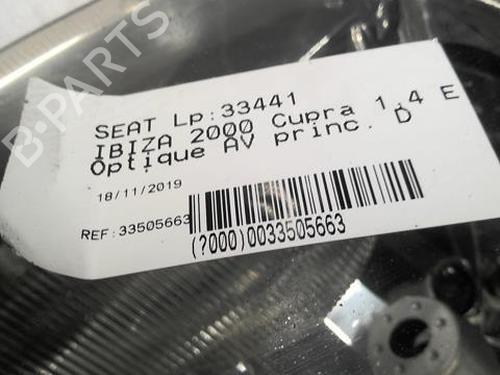 B-PARTS
SEAT Lp:33441
IBIZA 2000 Cupra 1.4 E
Optique AV princ. D
18/11/2019
REF:33505663
(?000)0033505663